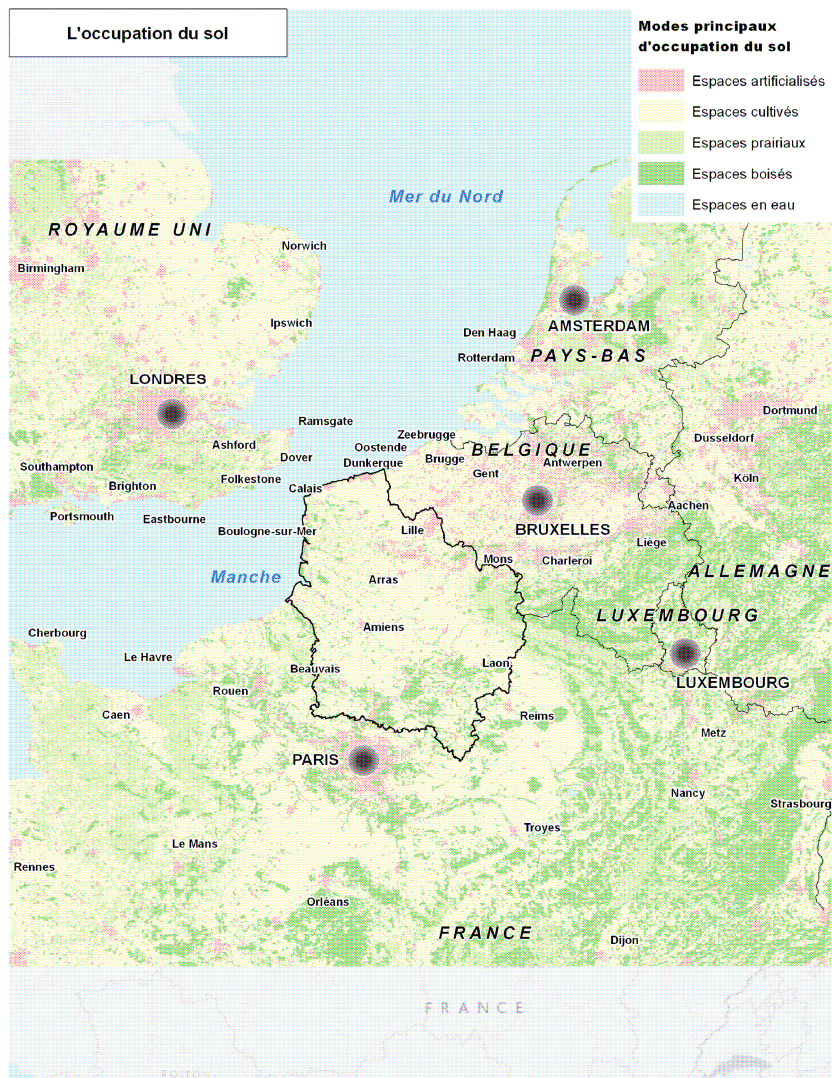 L'occupation du sol
Modes principaux
d'occupation du sol
Espaces artificialisés
Espaces cultivés
Espaces prairiaux
Espaces boisés
Espaces en eau
Mer du Nord
ROYAUME UNI
Norwich
Birmingham
AMSTERDAM
Ipswich
Den Haag
Rotterdam
PAYS-BAS
LONDRES
Dortmund
Ramsgate
Zeebrugge
Dusseldorf
Ashford
Oostende
BELGIQUE
Dover
Dunkerque
Brugge
Antwerpen
Southampton
Gent
Köln
Brighton
Folkestone
Calais
Aachen
Portsmouth
Eastbourne
Boulogne-sur-Mer
Lille
BRUXELLES
Liège
Mons
Charleroi
Manche
Arras
ALLEMAGNE
LUXEMBOURG
Cherbourg
Amiens
Le Havre
Beauvais
Laon
Rouen
LUXEMBOURG
Caen
Reims
Metz
PARIS
Nancy
Strasbourg
Troyes
Le Mans
Rennes
Orléans
FRANCE
Dijon
FRANCE
POITOU